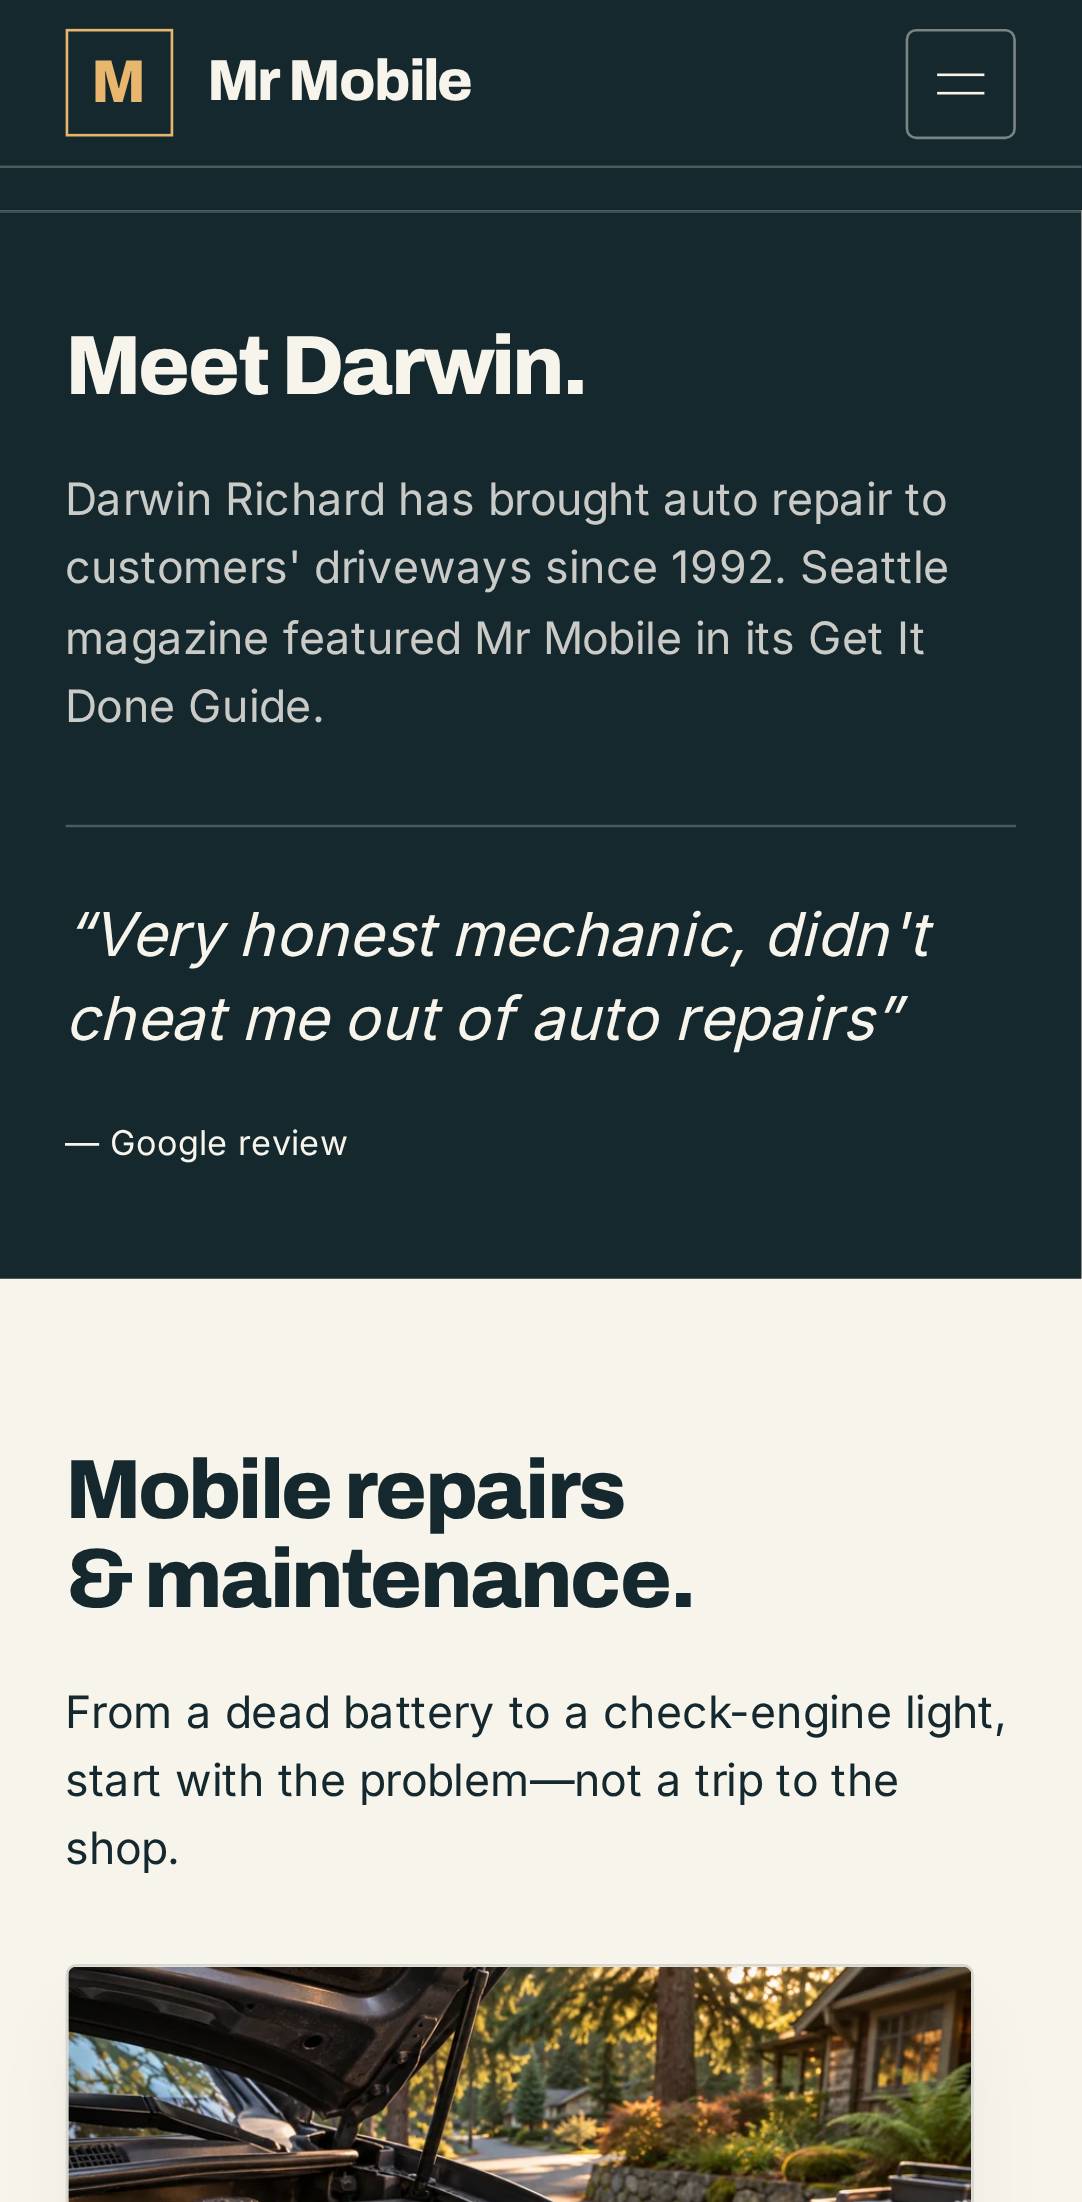 M
Mr Mobile
Meet Darwin.
Darwin Richard has brought auto repair to
customers' driveways since 1992. Seattle
magazine featured Mr Mobile in its Get It
Done Guide.
“Very honest mechanic, didn't
cheat me out of auto repairs”
— Google review
Mobile repairs
& maintenance.
From a dead battery to a check-engine light,
start with the problem—not a trip to the
shop.